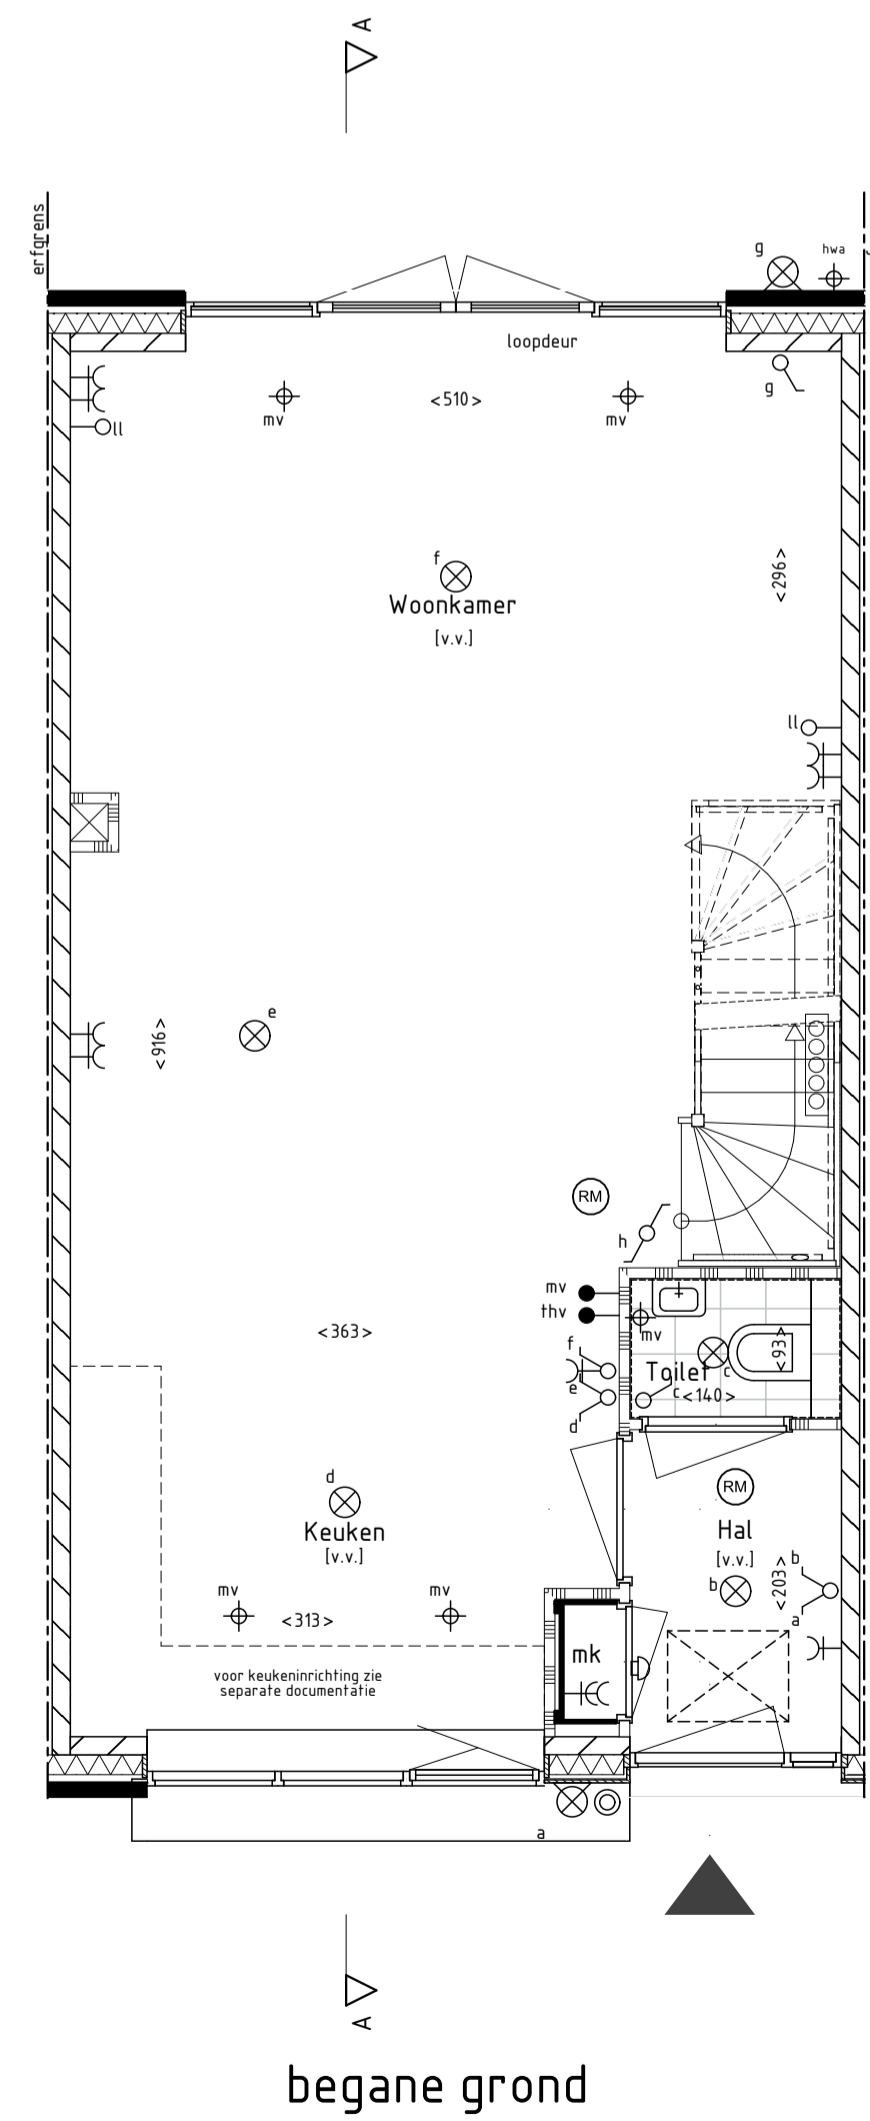 A
erfgrens
g
hwa
loopdeur
g
mv
<510>
mv
ll
f
<296>
Woonkamer
[v.v.]
ll
e
<916>
RM
h
mv
thv
mv
<363>
f
Toilet
c
<93>
e
c
<140>
d
d
RM
Keuken
Hal
[v.v.]
[v.v.]
b
b
<203>
mv
mv
<313>
a
mk
voor keukeninrichting zie
separate documentatie
a
A
begane grond